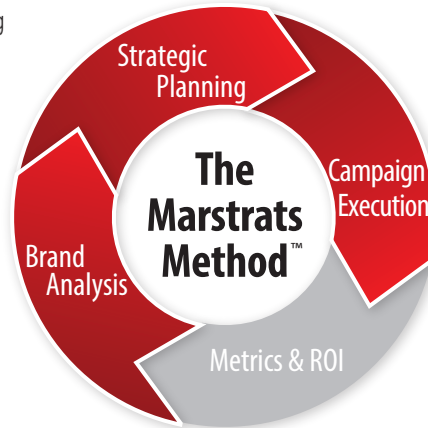 g
Strategic
Planning
The
Marstrats
Method™
Campaign
Execution
Brand
Analysis
Metrics & ROI